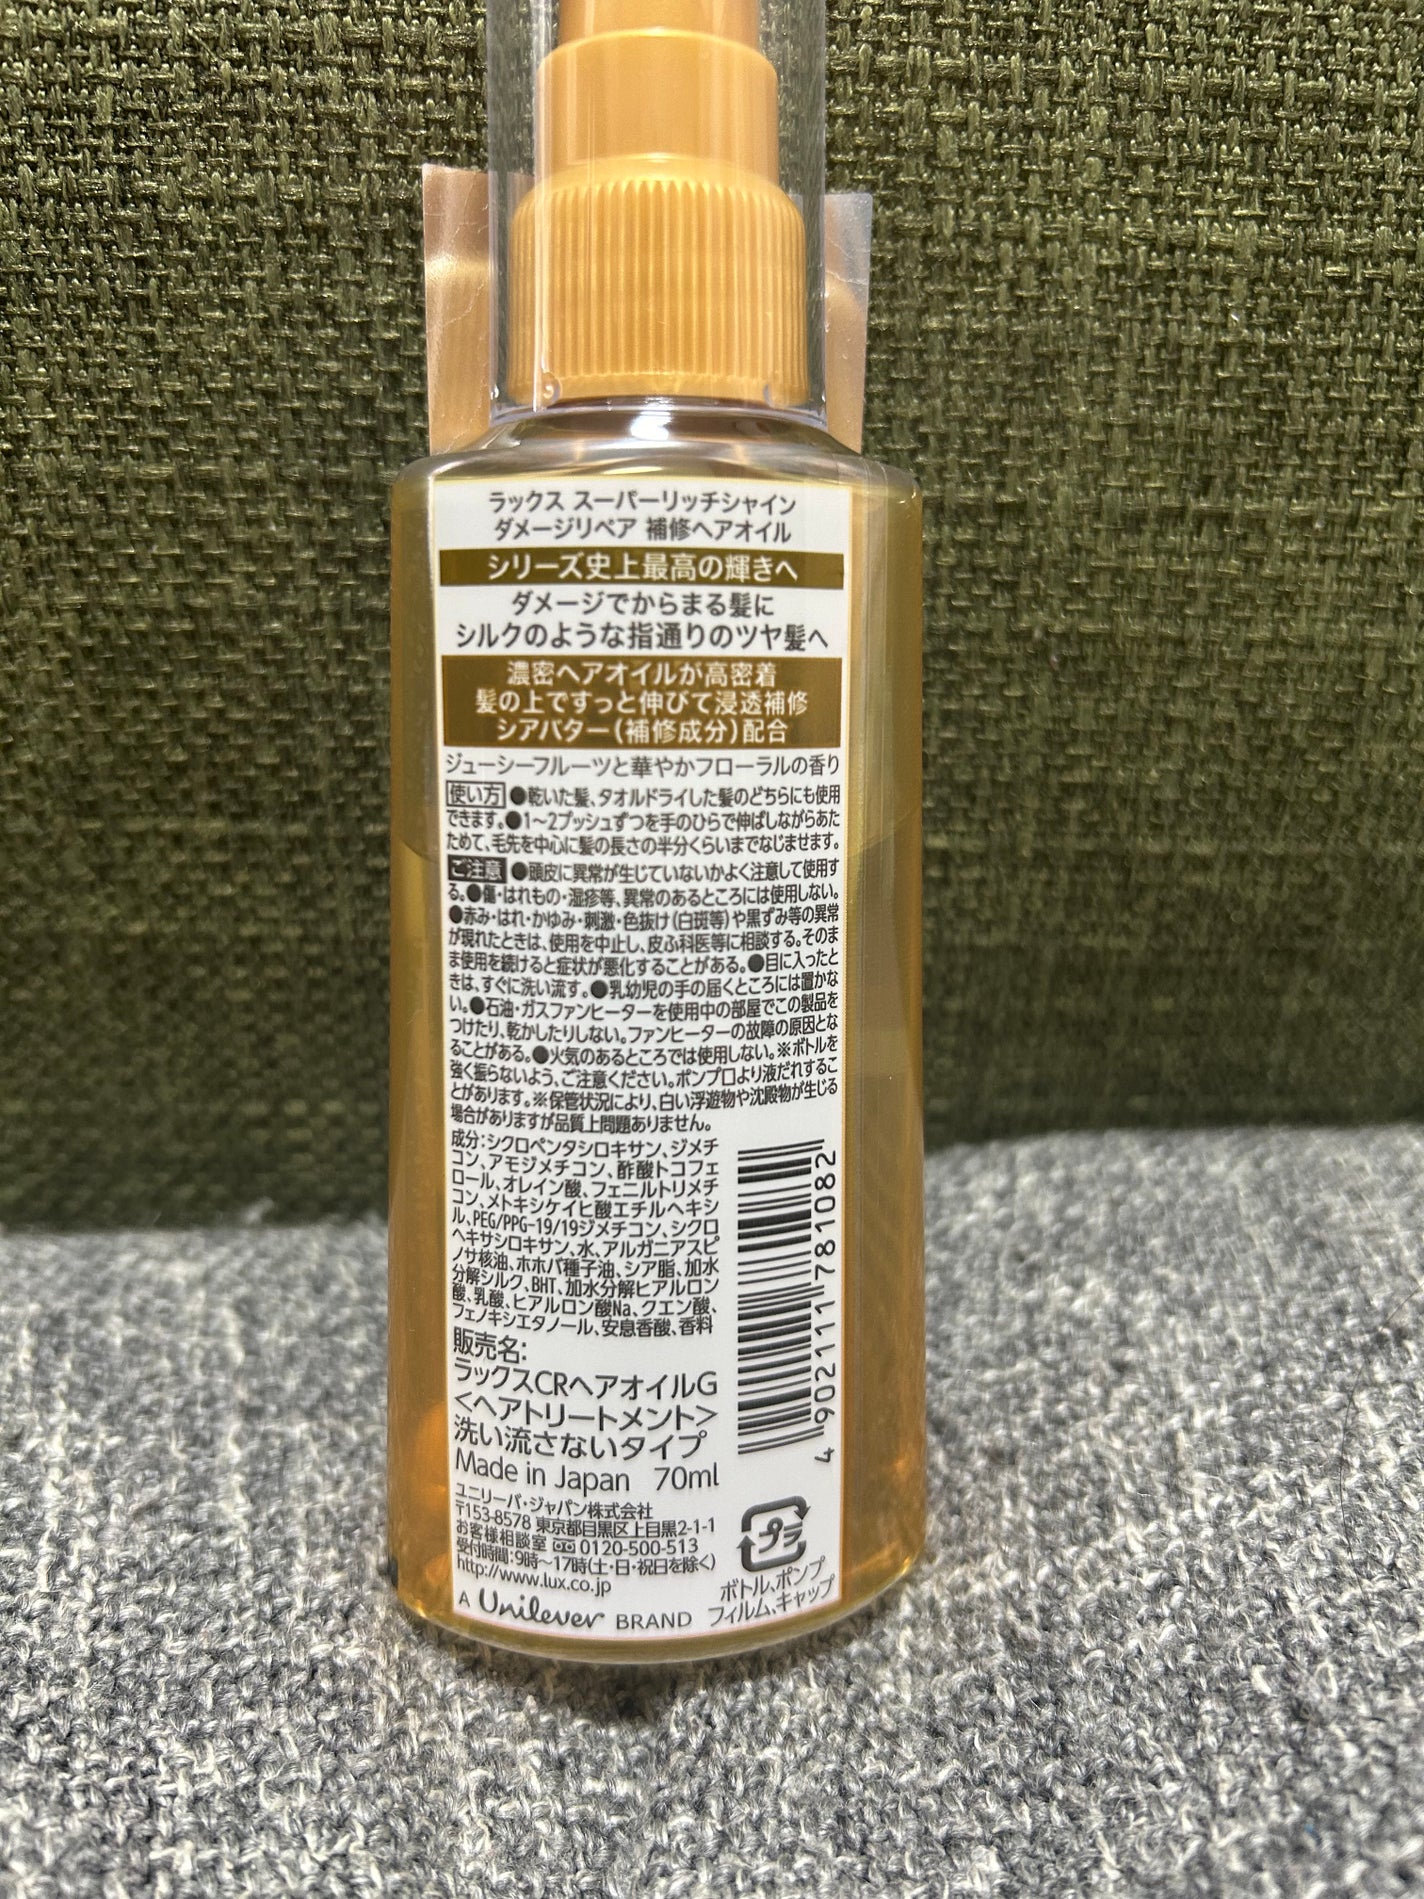 ラックス スーパーリッチシャイン
ダメージリペア 補修ヘアオイル
シリーズ史上最高の輝きへ
ダメージでからまる髪に
シルクのような指通りのツヤ髪へ
濃密ヘアオイルが高密着
髪の上ですっと伸びて浸透補修
シアバター(補修成分)配合
ジューシーフルーツと華やかフローラルの香り
使い方 ●乾いた髪、タオルドライした髪のどちらにも使用
できます。●1~2プッシュずつを手のひらで伸ばしながらあた
ためて、毛先を中心に髪の長さの半分くらいまでなじませます。
ご注意 ●頭皮に異常が生じていないかよく注意して使用す
る。●傷・はれもの・湿疹等、異常のあるところには使用しない。
●赤み・はれ・かゆみ・刺激・色抜け(白斑等)や黒ずみ等の異常
が現れたときは、使用を中止し、皮ふ科医等に相談する。そのま
ま使用を続けると症状が悪化することがある。●目に入ったと
きは、すぐに洗い流す。●乳幼児の手の届くところには置かな
い。●石油・ガスファンヒーターを使用中の部屋でこの製品を
つけたり、乾かしたりしない。ファンヒーターの故障の原因とな
ることがある。●火気のあるところでは使用しない。※ボトルを
強く振らないよう、ご注意ください。ポンプ口より液だれするこ
とがあります。※保管状況により、白い浮遊物や沈殿物が生じる
場合がありますが品質上問題ありません。
成分:シクロペンタシロキサン、ジメチ
コン、アモジメチコン、酢酸トコフェ
ロール、オレイン酸、フェニルトリメチ
コン、メトキシケイヒ酸エチルヘキシ
ル、PEG/PPG-19/19ジメチコン、シクロ
ヘキサシロキサン、水、アルガニアスピ
ノサ核油、ホホバ種子油、シア脂、加水
分解シルク、BHT、加水分解ヒアルロン
酸、乳酸、ヒアルロン酸Na、クエン酸、
フェノキシエタノール、安息香酸、香料
販売名:
ラックスCRヘアオイルG
<ヘアトリートメント>
洗い流さないタイプ
Made in Japan 70ml
ユニリーバ・ジャパン株式会社
〒153-8578 東京都目黒区上目黒2-1-1
お客様相談室 0120-500-513
受付時間:9時~17時(土・日・祝日を除く)
http://www.lux.co.jp
A Unilever BRAND
4 902111 781082
プラ
ボトル、ポンプ
フィルム、キャップ